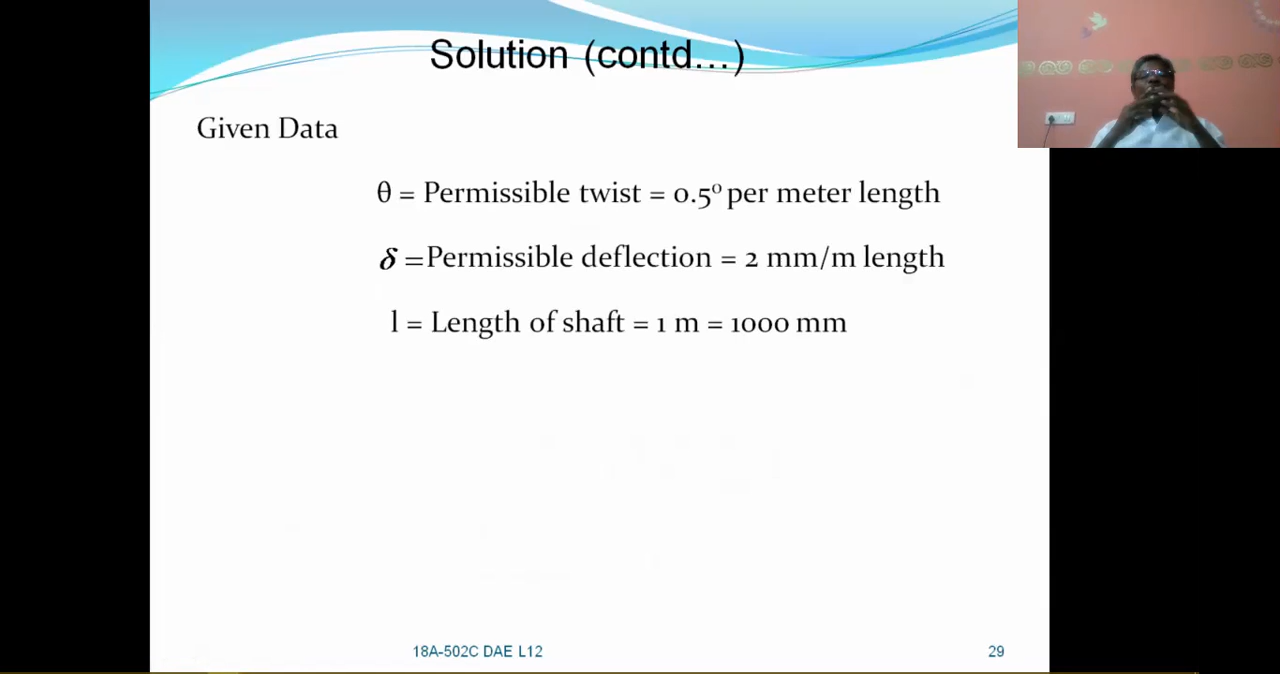 Solution (contd...)
Given Data
θ = Permissible twist = 0.5⁰ per meter length
δ =Permissible deflection = 2 mm/m length
l = Length of shaft = 1 m = 1000 mm
18A-502C DAE L12
29